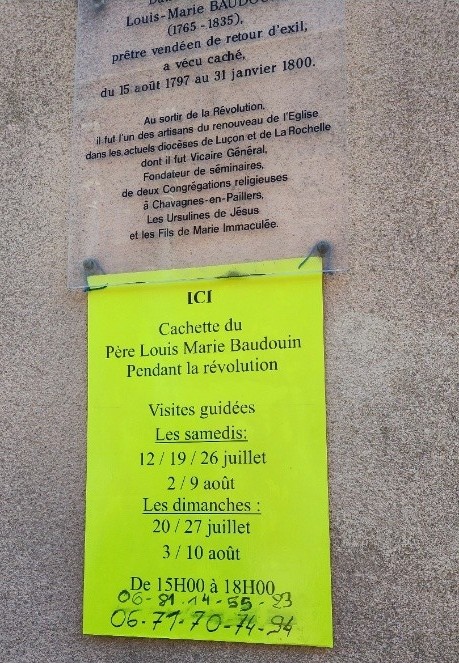 Louis-Marie BAUDOUIN
(1765 - 1835),
prêtre vendéen de retour d'exil,
a vécu caché,
du 15 août 1797 au 31 janvier 1800.
Au sortir de la Révolution,
il fut l'un des artisans du renouveau de l'Eglise
dans les actuels diocèses de Luçon et de La Rochelle
dont il fut Vicaire Général,
Fondateur de séminaires,
de deux Congrégations religieuses
à Chavagnes-en-Paillers,
Les Ursulines de Jésus
et les Fils de Marie Immaculée.
ICI
Cachette du
Père Louis Marie Baudouin
Pendant la révolution
Visites guidées
Les samedis:
12 / 19 / 26 juillet
2 / 9 août
Les dimanches :
20 / 27 juillet
3 / 10 août
De 15H00 à 18H00
06-81-14-55-23
06-71-70-74-94